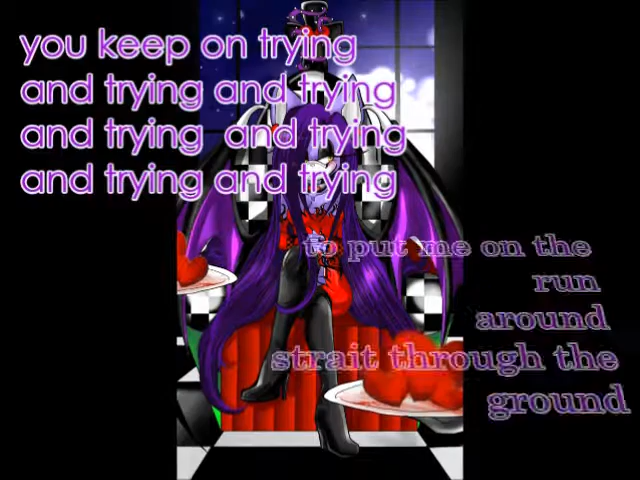 you keep on trying
and trying and trying
and trying  and trying
and trying and trying
to put me on the
run
around
strait through the
ground